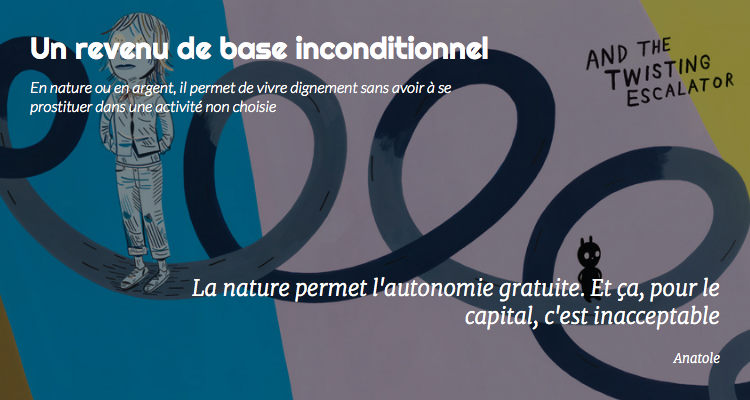 Un revenu de base inconditionnel
En nature ou en argent, il permet de vivre dignement sans avoir à se
prostituer dans une activité non choisie
AND THE
TWISTING
ESCALATOR
La nature permet l'autonomie gratuite. Et ça, pour le
capital, c'est inacceptable
Anatole